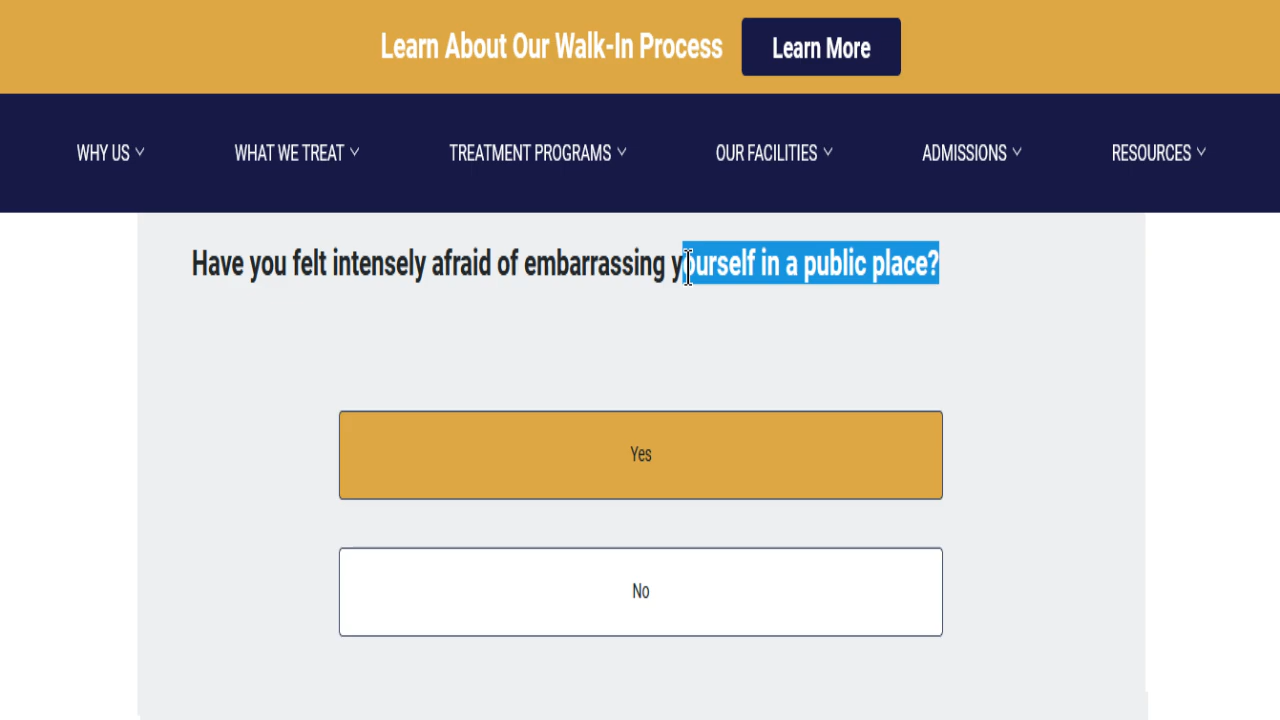 Learn About Our Walk-In Process Learn More
WHY US WHAT WE TREAT TREATMENT PROGRAMS OUR FACILITIES ADMISSIONS RESOURCES
Have you felt intensely afraid of embarrassing yourself in a public place?
Yes
No